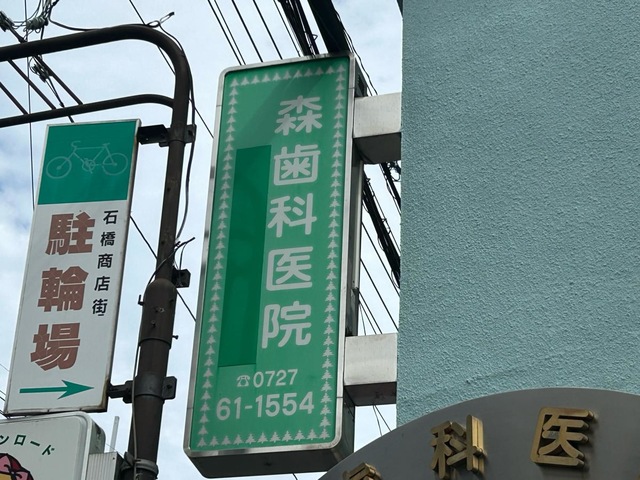 石橋商店街
駐輪場
森歯科医院
☎0727
61-1554
ンロード
科医